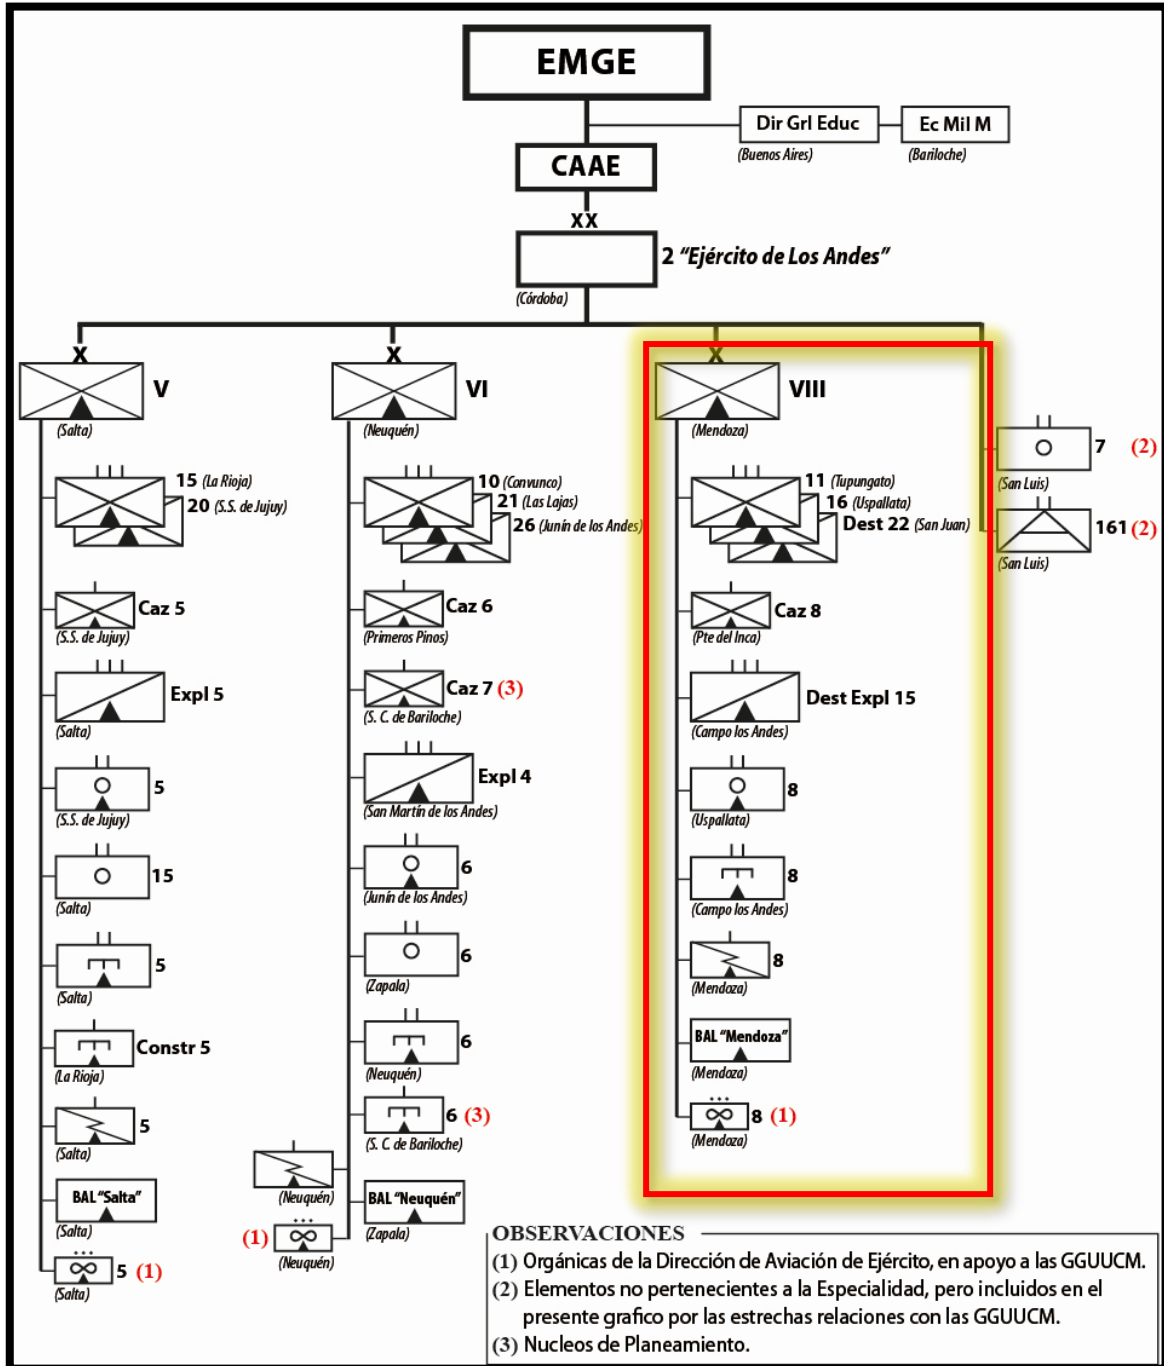 EMGE
Dir Grl Educ
(Buenos Aires)
Ec Mil M
(Bariloche)
CAAE
XX
2 “Ejército de Los Andes”
(Córdoba)
X
V
(Salta)
15 (La Rioja)
20 (S.S. de Jujuy)
Caz 5
(S.S. de Jujuy)
Expl 5
(Salta)
5
(S.S. de Jujuy)
15
(Salta)
5
(Salta)
Constr 5
(La Rioja)
5
(Salta)
BAL “Salta”
(Salta)
5 (1)
(Salta)
X
VI
(Neuquén)
10 (Convunco)
21 (Las Lajas)
26 (Junín de los Andes)
Caz 6
(Primeros Pinos)
Caz 7 (3)
(S. C. de Bariloche)
Expl 4
(San Martín de los Andes)
6
(Junín de los Andes)
6
(Zapala)
6
(Neuquén)
6 (3)
(S. C. de Bariloche)
(Neuquén)
BAL “Neuquén”
(Zapala)
(1)
(Neuquén)
X
VIII
(Mendoza)
11 (Tupungato)
16 (Uspallata)
Dest 22 (San Juan)
Caz 8
(Pte del Inca)
Dest Expl 15
(Campo los Andes)
8
(Uspallata)
8
(Campo los Andes)
8
(Mendoza)
BAL “Mendoza”
(Mendoza)
8 (1)
(Mendoza)
7 (2)
(San Luis)
161 (2)
(San Luis)
OBSERVACIONES
(1) Orgánicas de la Dirección de Aviación de Ejército, en apoyo a las GGUUCM.
(2) Elementos no pertenecientes a la Especialidad, pero incluidos en el
presente grafico por las estrechas relaciones con las GGUUCM.
(3) Nucleos de Planeamiento.